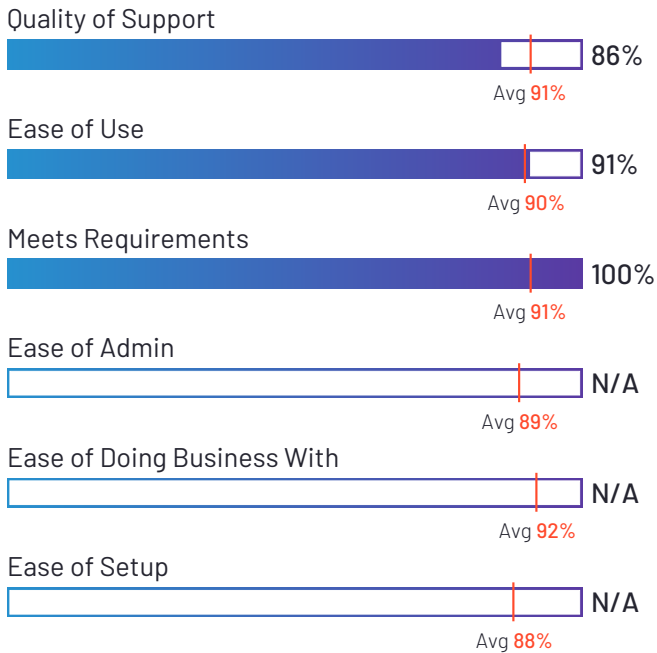 Quality of Support
86%
Avg 91%
Ease of Use
91%
Avg 90%
Meets Requirements
100%
Avg 91%
Ease of Admin
N/A
Avg 89%
Ease of Doing Business With
N/A
Avg 92%
Ease of Setup
N/A
Avg 88%